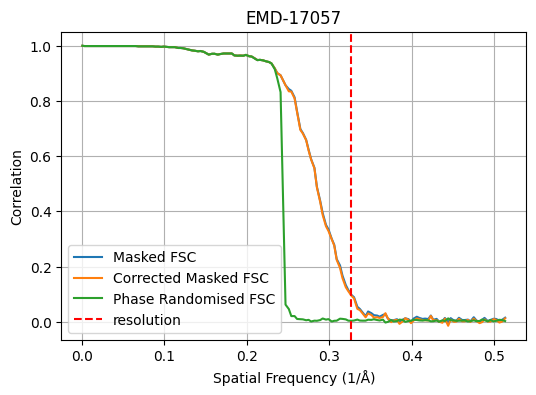 EMD-17057
1.0
0.8
0.6
0.4
0.2
0.0
Correlation
Masked FSC
Corrected Masked FSC
Phase Randomised FSC
resolution
0.0 0.1 0.2 0.3 0.4 0.5
Spatial Frequency (1/Å)